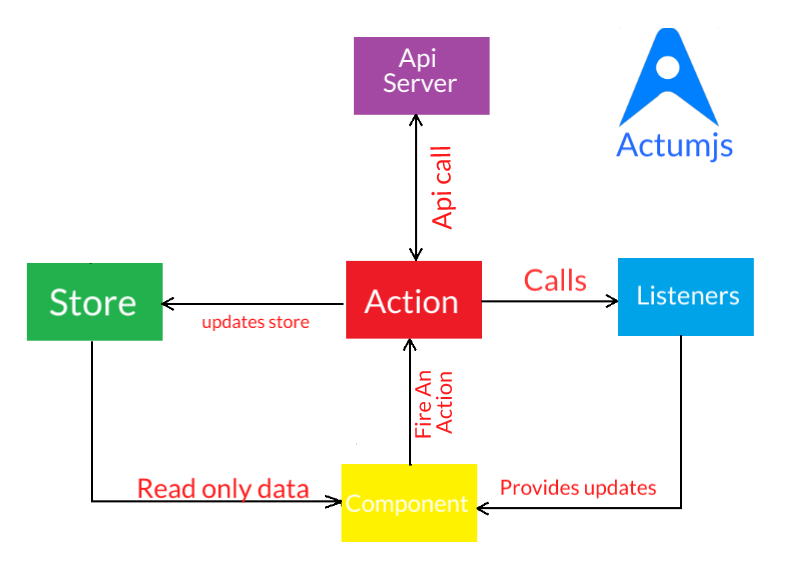 Api
Server
Actumjs
Api call
Store
updates store
Action
Calls
Listeners
Fire An
Action
Read only data
Component
Provides updates